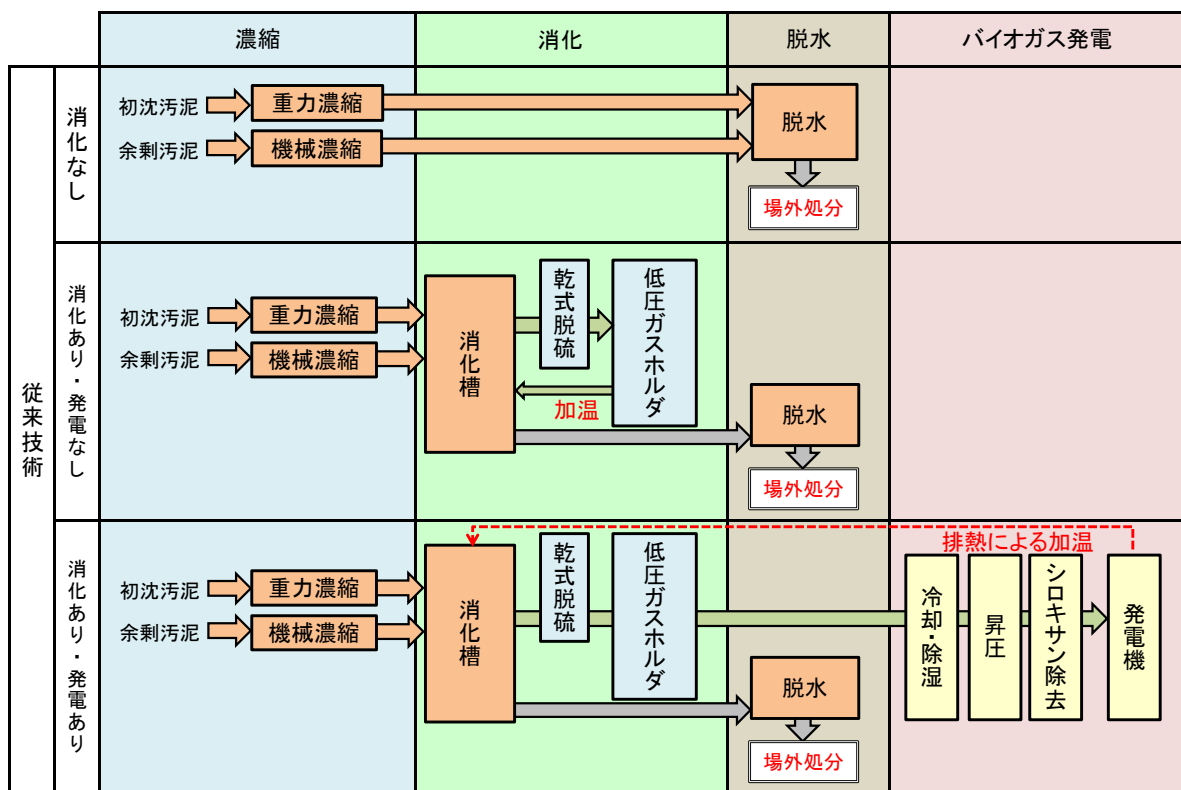 濃縮
消化
脱水
バイオガス発電
従来技術
消化なし
初沈汚泥
重力濃縮
余剰汚泥
機械濃縮
脱水
場外処分
消化あり・発電なし
初沈汚泥
重力濃縮
余剰汚泥
機械濃縮
消化槽
乾式脱硫
低圧ガスホルダ
加温
脱水
場外処分
消化あり・発電あり
初沈汚泥
重力濃縮
余剰汚泥
機械濃縮
消化槽
乾式脱硫
低圧ガスホルダ
脱水
場外処分
排熱による加温
冷却・除湿
昇圧
シロキサン除去
発電機